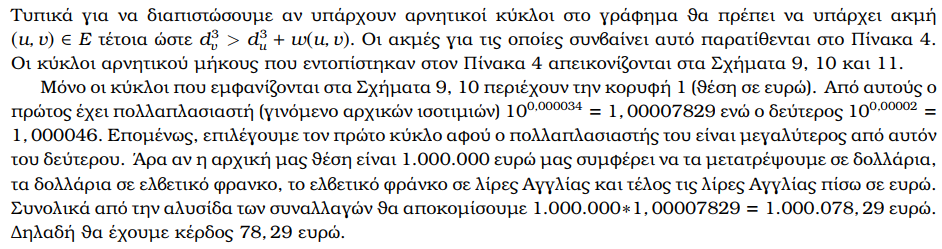 Τυπικά για να διαπιστώσουμε αν υπάρχουν αρνητικοί κύκλοι στο γράφημα θα πρέπει να υπάρχει ακμή
(u, v) ∈ E τέτοια ώστε d³ᵥ > d³ᵤ + w(u, v). Οι ακμές για τις οποίες συνβαίνει αυτό παρατίθενται στο Πίνακα 4.
Οι κύκλοι αρνητικού μήκους που εντοπίστηκαν στον Πίνακα 4 απεικονίζονται στα Σχήματα 9, 10 και 11.
Μόνο οι κύκλοι που εμφανίζονται στα Σχήματα 9, 10 περιέχουν την κορυφή 1 (θέση σε ευρώ). Από αυτούς ο
πρώτος έχει πολλαπλασιαστή (γινόμενο αρχικών ισοτιμιών) 10^0,000034 = 1, 00007829 ενώ ο δεύτερος 10^0,00002 =
1, 000046. Επομένως, επιλέγουμε τον πρώτο κύκλο αφού ο πολλαπλασιαστής του είναι μεγαλύτερος από αυτόν
του δεύτερου. Άρα αν η αρχική μας θέση είναι 1.000.000 ευρώ μας συμφέρει να τα μετατρέψουμε σε δολλάρια,
τα δολλάρια σε ελβετικό φρανκο, το ελβετικό φράνκο σε λίρες Αγγλίας και τέλος τις λίρες Αγγλίας πίσω σε ευρώ.
Συνολικά από την αλυσίδα των συναλλαγών θα αποκομίσουμε 1.000.000∗1, 00007829 = 1.000.078, 29 ευρώ.
Δηλαδή θα έχουμε κέρδος 78, 29 ευρώ.